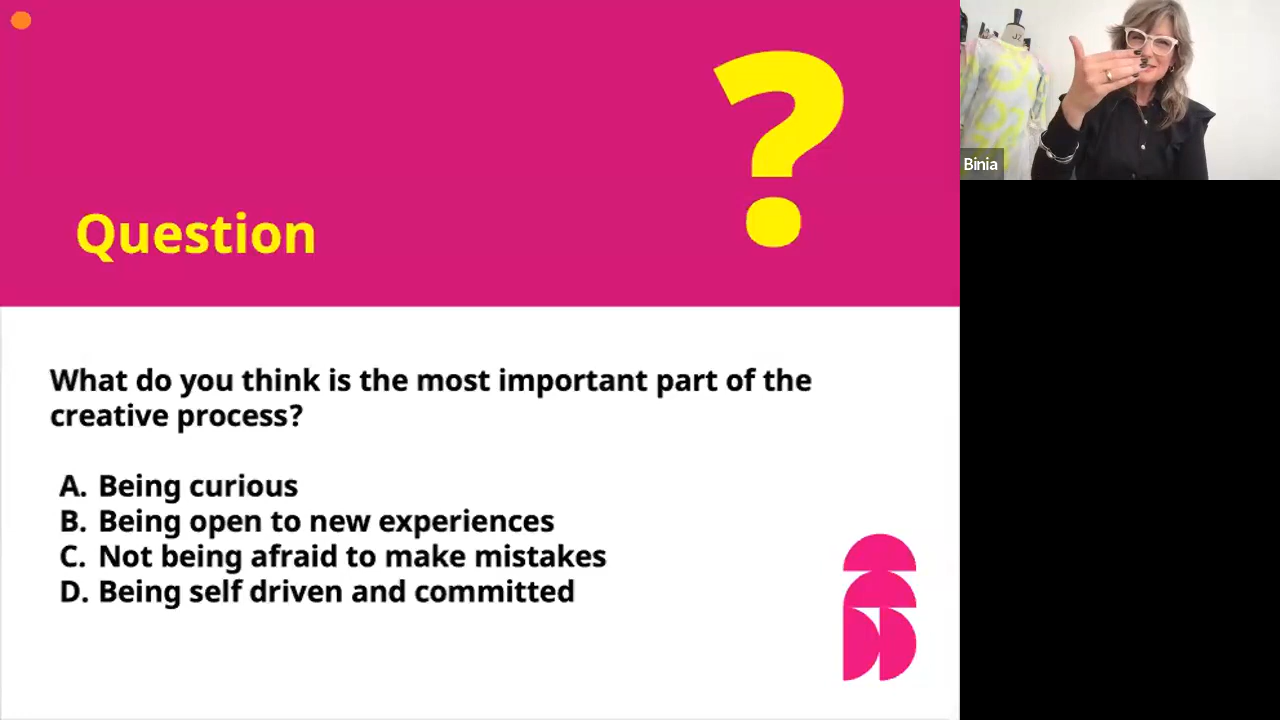 ?
Question
What do you think is the most important part of the
creative process?
A. Being curious
B. Being open to new experiences
C. Not being afraid to make mistakes
D. Being self driven and committed
Binia